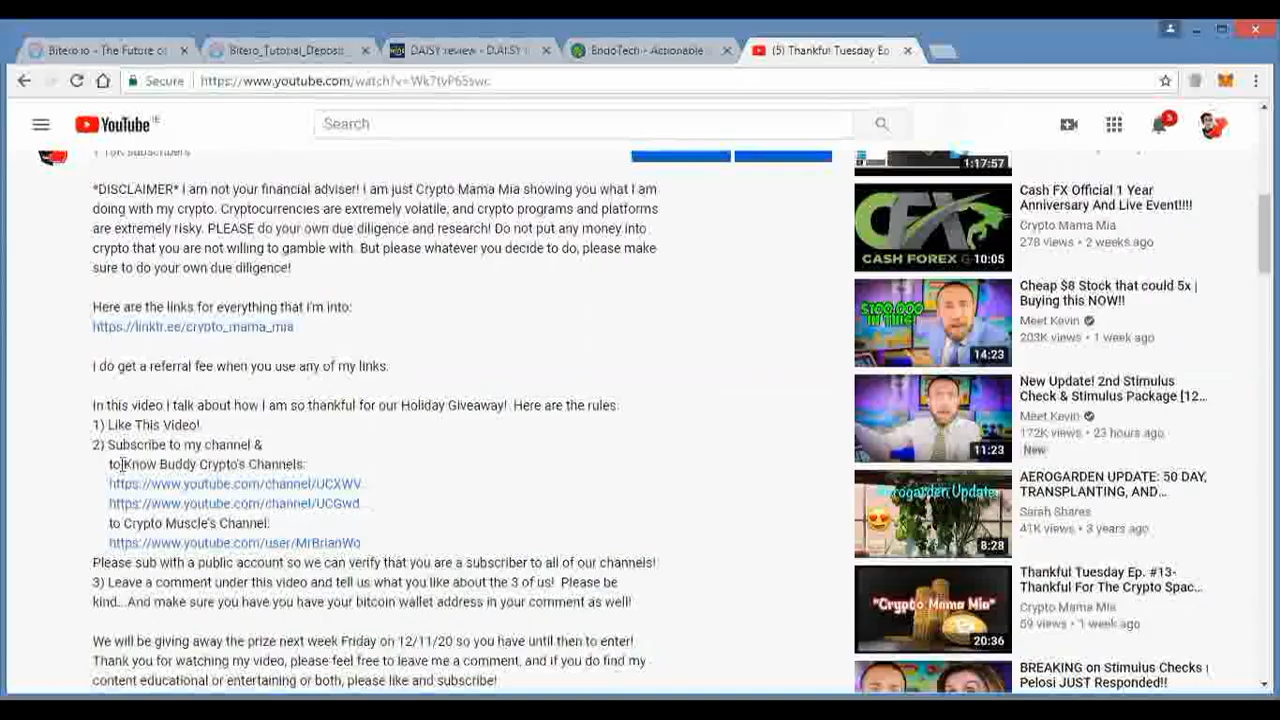 Bitero.io - The Future o
Bitero_Tutorial_Deposit
DAISY review - D.AI.SY i
EndoTech - Actionable
(5) Thankful Tuesday Ep
Secure
https://www.youtube.com/watch?v=Wk7tvP65swc
YouTube IE
Search
5
subscribers
*DISCLAIMER* I am not your financial adviser! I am just Crypto Mama Mia showing you what I am
doing with my crypto. Cryptocurrencies are extremely volatile, and crypto programs and platforms
are extremely risky. PLEASE do your own due diligence and research! Do not put any money into
crypto that you are not willing to gamble with. But please whatever you decide to do, please make
sure to do your own due diligence!
Here are the links for everything that I'm into:
https://linktr.ee/crypto_mama_mia
I do get a referral fee when you use any of my links.
In this video I talk about how I am so thankful for our Holiday Giveaway! Here are the rules:
1) Like This Video!
2) Subscribe to my channel &
to Know Buddy Crypto's Channels:
https://www.youtube.com/channel/UCXWV...
https://www.youtube.com/channel/UCGwd...
to Crypto Muscle's Channel:
https://www.youtube.com/user/MrBrianWo
Please sub with a public account so we can verify that you are a subscriber to all of our channels!
3) Leave a comment under this video and tell us what you like about the 3 of us! Please be
kind...And make sure you have you have your bitcoin wallet address in your comment as well!
We will be giving away the prize next week Friday on 12/11/20 so you have until then to enter!
Thank you for watching my video, please feel free to leave me a comment, and if you do find my
content educational or entertaining or both, please like and subscribe!
1:17:57
CFX
CASH FOREX G
10:05
Cash FX Official 1 Year
Anniversary And Live Event!!!!
Crypto Mama Mia
278 views • 2 weeks ago
$100,000
IN THIS!
14:23
Cheap $8 Stock that could 5x |
Buying this NOW!!
Meet Kevin
203K views • 1 week ago
11:23
New Update! 2nd Stimulus
Check & Stimulus Package [12...
Meet Kevin
172K views • 23 hours ago
New
Aerogarden Update
8:28
AEROGARDEN UPDATE: 50 DAY,
TRANSPLANTING, AND...
Sarah Shares
41K views • 3 years ago
"Crypto Mama Mia"
20:36
Thankful Tuesday Ep. #13-
Thankful For The Crypto Spac...
Crypto Mama Mia
59 views • 1 week ago
BREAKING on Stimulus Checks |
Pelosi JUST Responded!!